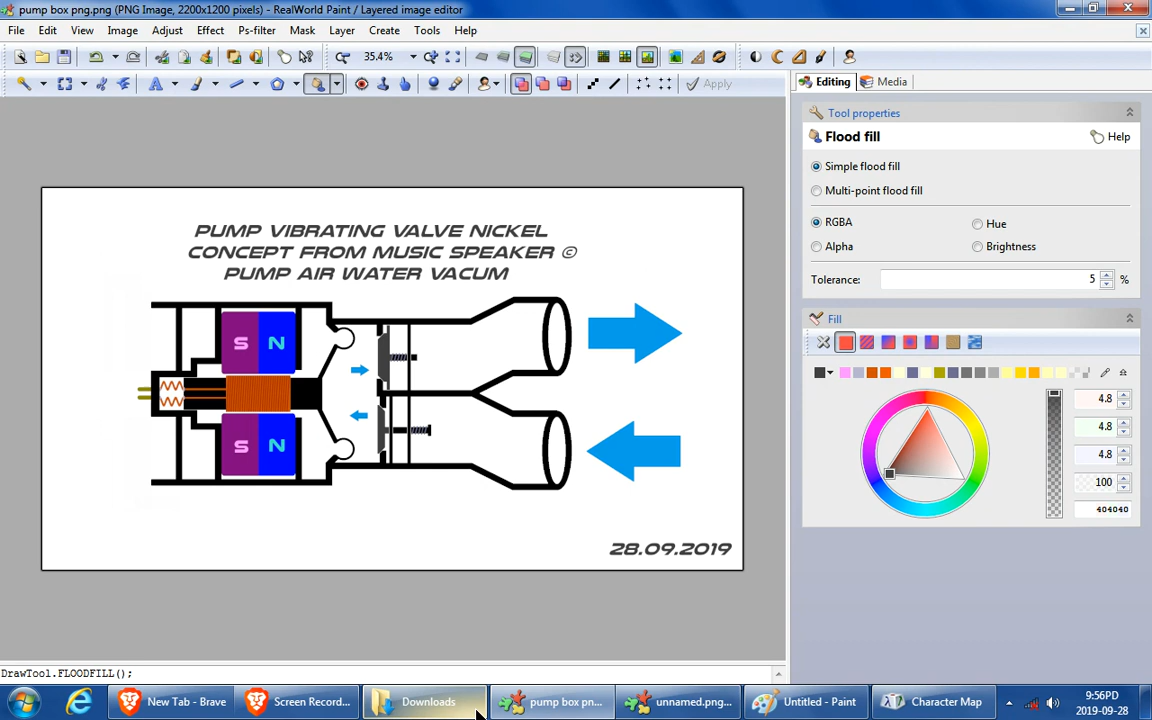 pump box png.png (PNG Image, 2200x1200 pixels) - RealWorld Paint / Layered image editor
File Edit View Image Adjust Effect Ps-filter Mask Layer Create Tools Help
35.4%
Apply
Editing Media
Tool properties
Flood fill Help
Simple flood fill
Multi-point flood fill
RGBA Hue
Alpha Brightness
Tolerance: 5 %
Fill
4.8
4.8
4.8
100
404040
PUMP VIBRATING VALVE NICKEL
CONCEPT FROM MUSIC SPEAKER ©
PUMP AIR WATER VACUM
S N
S N
28.09.2019
DrawTool.FLOODFILL();
New Tab - Brave Screen Record... Downloads pump box pn... unnamed.png... Untitled - Paint Character Map 9:56PD
2019-09-28